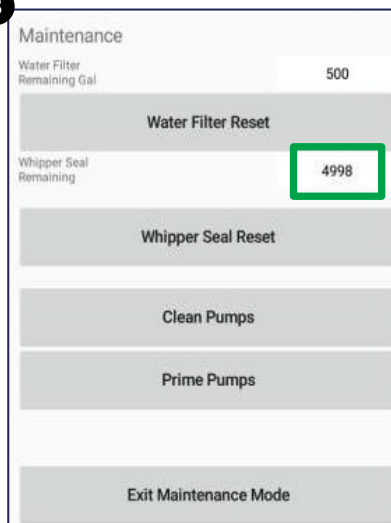 Maintenance
Water Filter
Remaining Gal
500
Water Filter Reset
Whipper Seal
Remaining
4998
Whipper Seal Reset
Clean Pumps
Prime Pumps
Exit Maintenance Mode